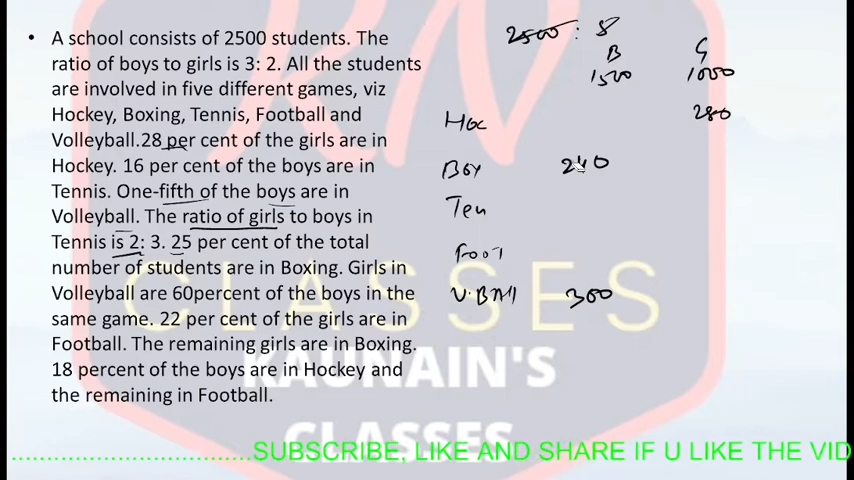 • A school consists of 2500 students. The
ratio of boys to girls is 3: 2. All the students
are involved in five different games, viz
Hockey, Boxing, Tennis, Football and
Volleyball.28 per cent of the girls are in
Hockey. 16 per cent of the boys are in
Tennis. One-fifth of the boys are in
Volleyball. The ratio of girls to boys in
Tennis is 2: 3. 25 per cent of the total
number of students are in Boxing. Girls in
Volleyball are 60percent of the boys in the
same game. 22 per cent of the girls are in
Football. The remaining girls are in Boxing.
18 percent of the boys are in Hockey and
the remaining in Football.
2500 : 5
B G
1500 1000
Hoc 280
Box 240
Ten
Foot
V.Ball 300
KN
CLASSES
KAUNAIN'S
CLASSES
..............................SUBSCRIBE, LIKE AND SHARE IF U LIKE THE VID